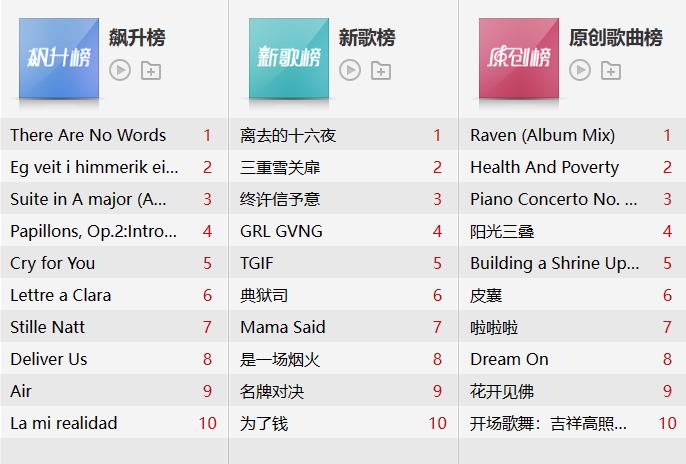 飙升榜
飙升榜
There Are No Words 1
Eg veit i himmerik ei... 2
Suite in A major (A... 3
Papillons, Op.2:Intro... 4
Cry for You 5
Lettre a Clara 6
Stille Natt 7
Deliver Us 8
Air 9
La mi realidad 10
新歌榜
新歌榜
离去的十六夜 1
三重雪关扉 2
终许信予意 3
GRL GVNG 4
TGIF 5
典狱司 6
Mama Said 7
是一场烟火 8
名牌对决 9
为了钱 10
原创榜
原创歌曲榜
Raven (Album Mix) 1
Health And Poverty 2
Piano Concerto No. ... 3
阳光三叠 4
Building a Shrine Up... 5
皮囊 6
啦啦啦 7
Dream On 8
花开见佛 9
开场歌舞：吉祥高照... 10